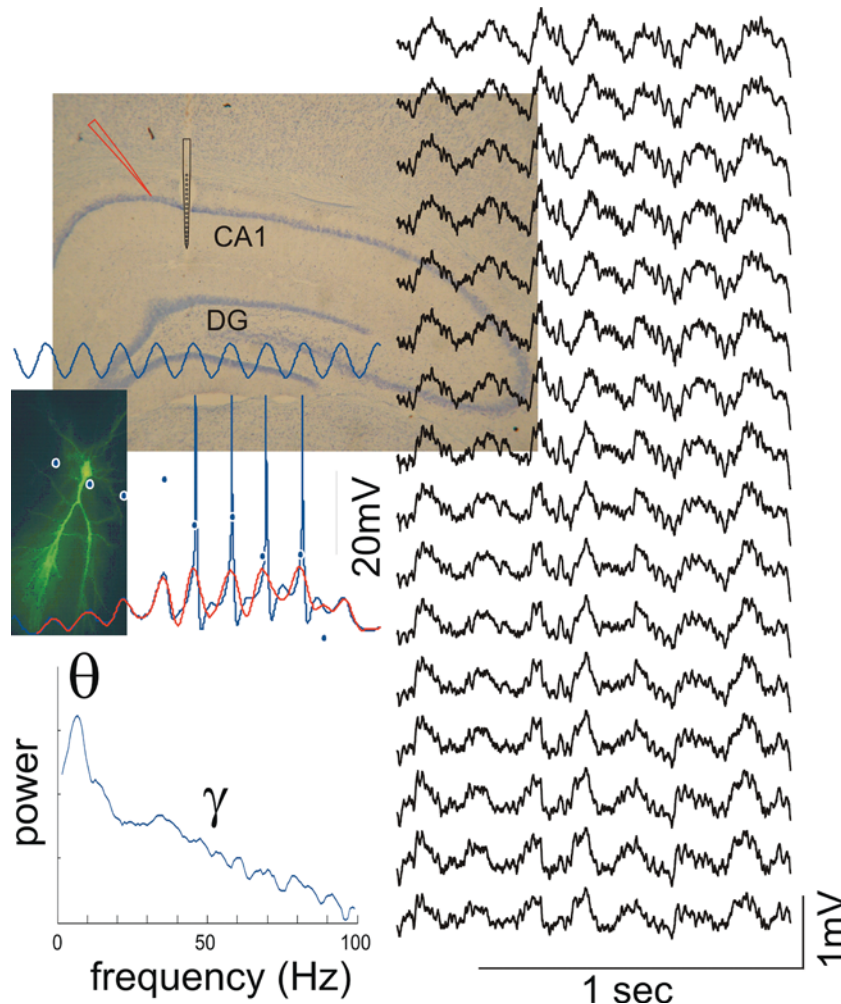 CA1
DG
20mV
θ
γ
power
0
50
100
frequency (Hz)
1mV
1 sec